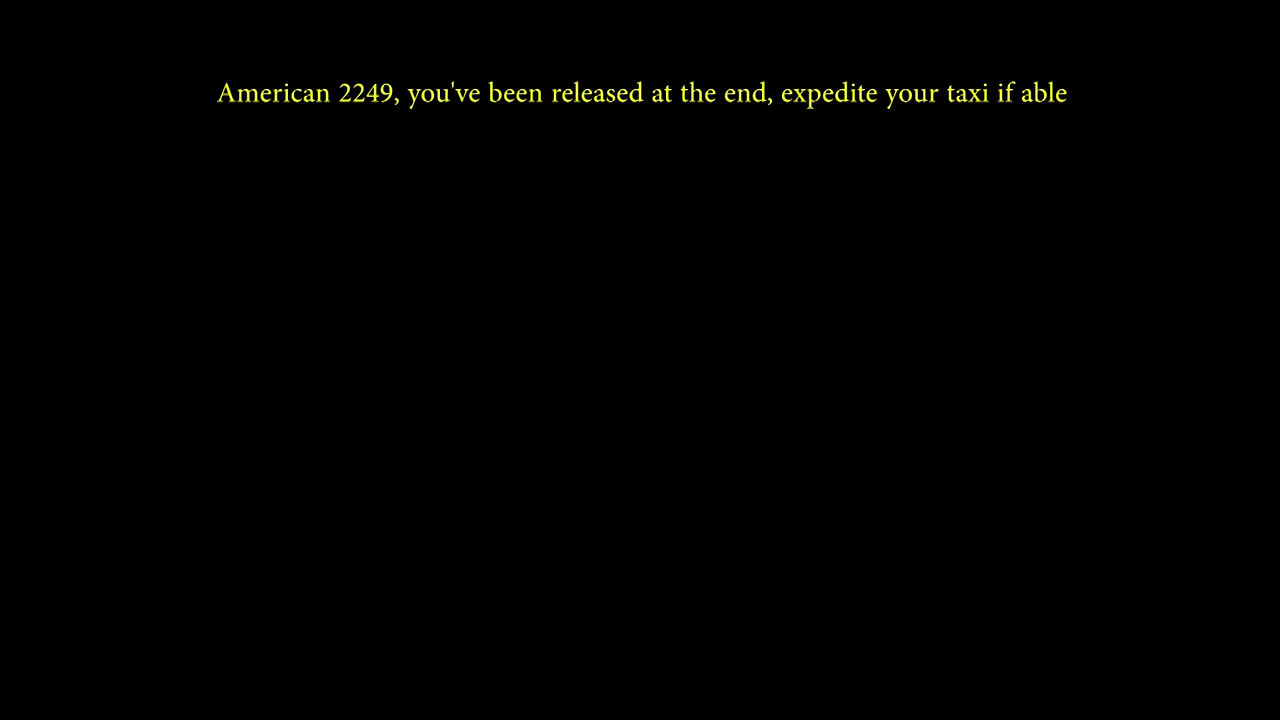 American 2249, you've been released at the end, expedite your taxi if able